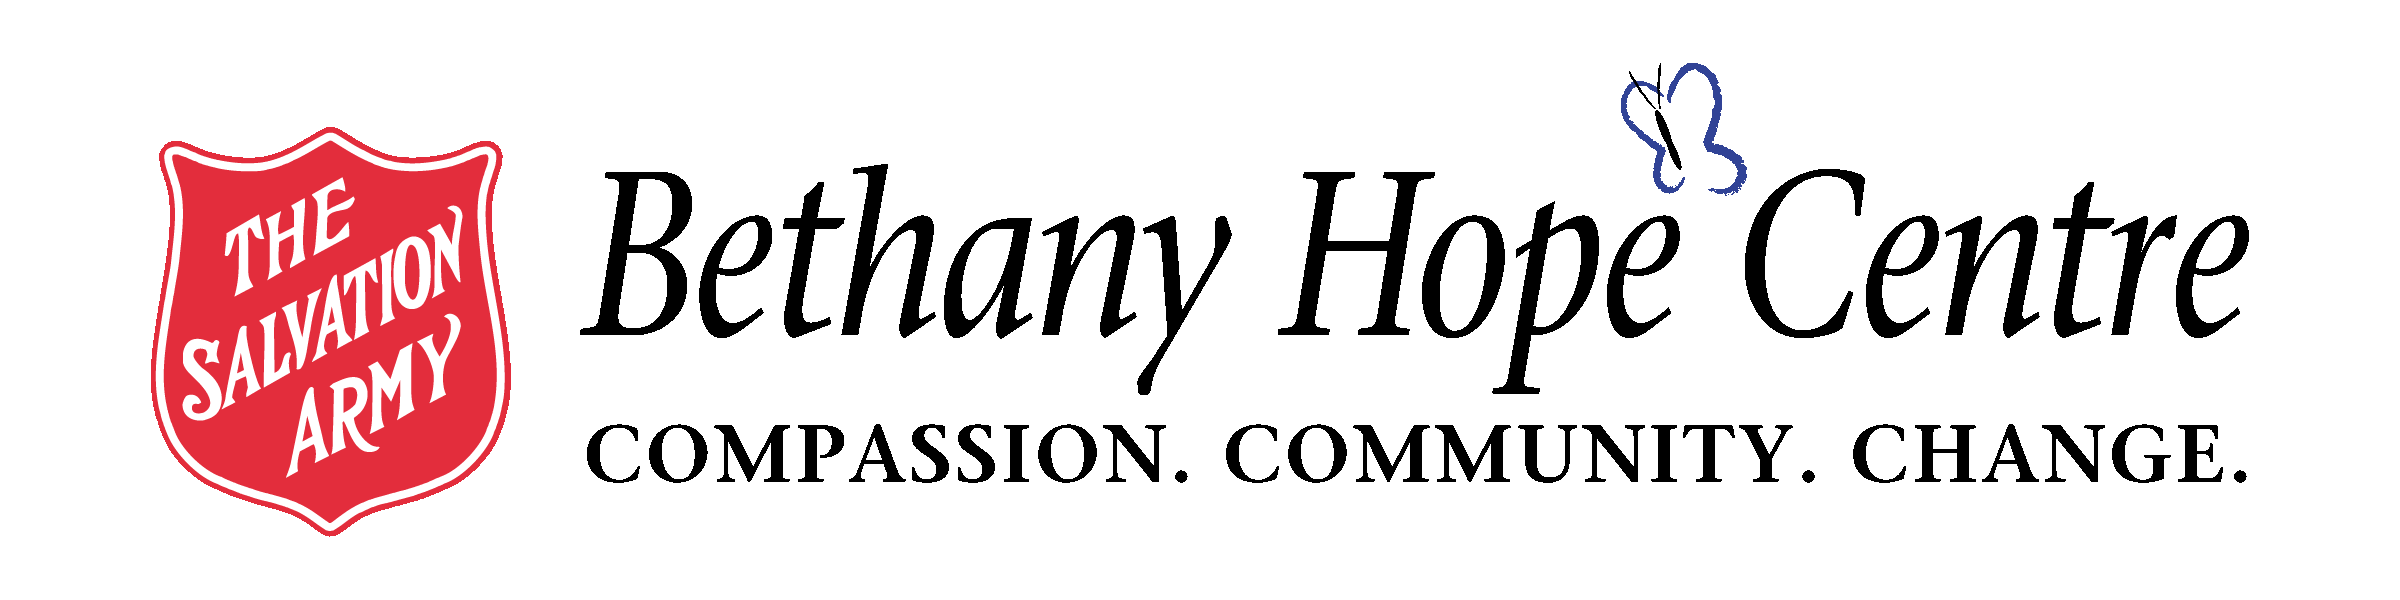 THE
SALVATION
ARMY
Bethany Hope Centre
COMPASSION. COMMUNITY. CHANGE.